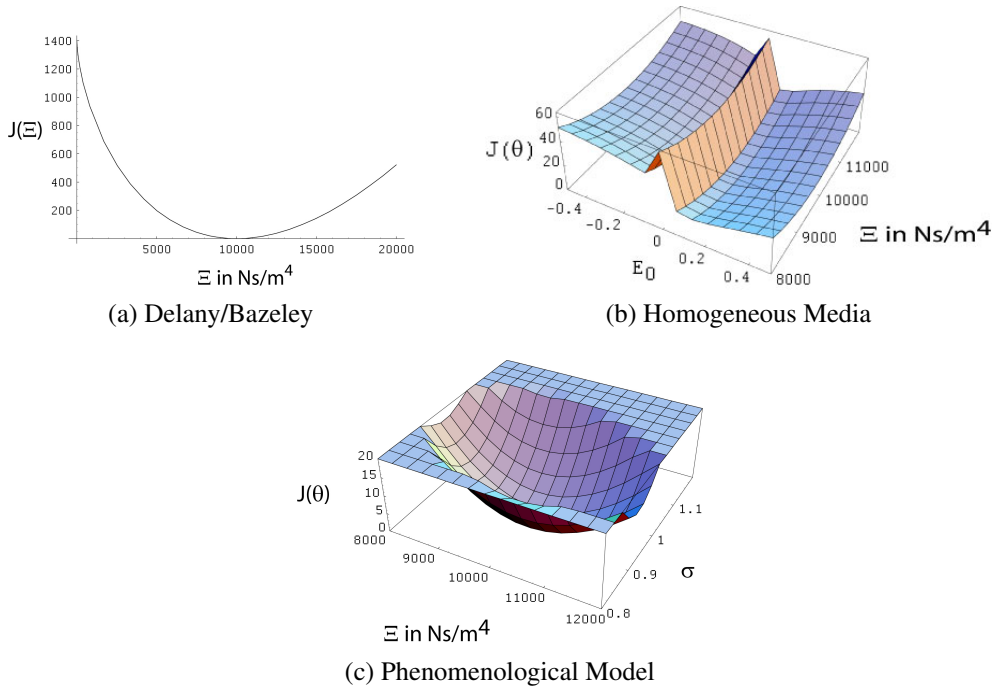 1400
1200
1000
J(Ξ)
800
600
400
200
5000 10000 15000 20000
Ξ in Ns/m⁴
(a) Delany/Bazeley
60
40
20
0
J(θ)
-0.4
-0.2
0
0.2
0.4
E₀
8000
9000
10000
11000
Ξ in Ns/m⁴
(b) Homogeneous Media
20
15
10
5
0
J(θ)
8000
9000
10000
11000
12000
Ξ in Ns/m⁴
0.8
0.9
1
1.1
σ
(c) Phenomenological Model